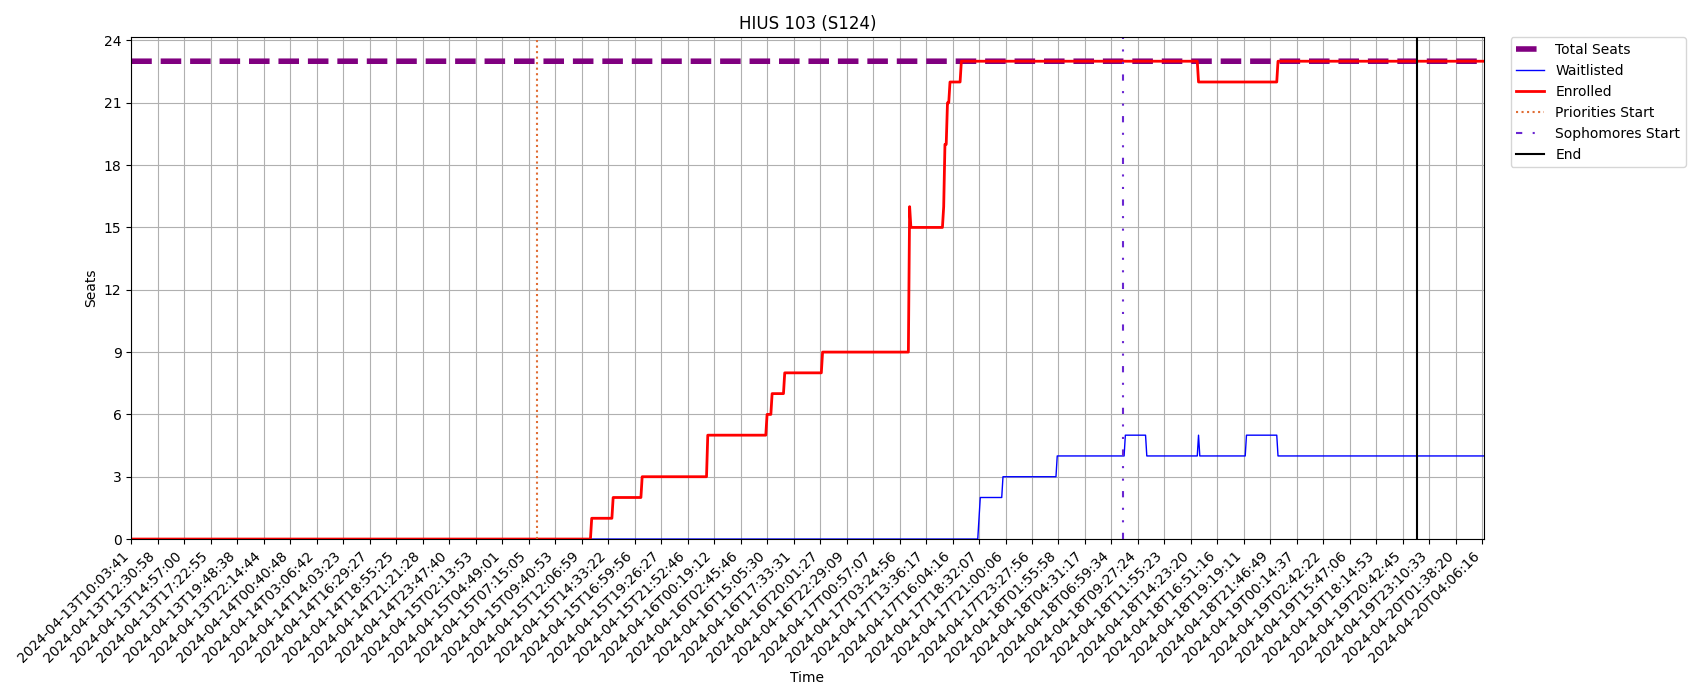 HIUS 103 (S124)
Seats
24
21
18
15
12
9
6
3
0
Total Seats
Waitlisted
Enrolled
Priorities Start
Sophomores Start
End
2024-04-13T10:03:41
2024-04-13T12:30:58
2024-04-13T14:57:00
2024-04-13T17:22:55
2024-04-13T19:48:38
2024-04-13T22:14:44
2024-04-14T00:40:48
2024-04-14T03:06:42
2024-04-14T14:03:23
2024-04-14T16:29:27
2024-04-14T18:55:25
2024-04-14T21:21:28
2024-04-14T23:47:40
2024-04-15T02:13:53
2024-04-15T04:49:01
2024-04-15T07:15:05
2024-04-15T09:40:53
2024-04-15T12:06:59
2024-04-15T14:33:22
2024-04-15T16:59:56
2024-04-15T19:26:27
2024-04-15T21:52:46
2024-04-16T00:19:12
2024-04-16T02:45:46
2024-04-16T15:05:30
2024-04-16T17:33:31
2024-04-16T20:01:27
2024-04-16T22:29:09
2024-04-17T00:57:07
2024-04-17T03:24:56
2024-04-17T13:36:17
2024-04-17T16:04:16
2024-04-17T18:32:07
2024-04-17T21:00:06
2024-04-17T23:27:56
2024-04-18T01:55:58
2024-04-18T04:31:17
2024-04-18T06:59:34
2024-04-18T09:27:24
2024-04-18T11:55:23
2024-04-18T14:23:20
2024-04-18T16:51:16
2024-04-18T19:19:11
2024-04-18T21:46:49
2024-04-19T00:14:37
2024-04-19T02:42:22
2024-04-19T15:47:06
2024-04-19T18:14:53
2024-04-19T20:42:45
2024-04-19T23:10:33
2024-04-20T01:38:20
2024-04-20T04:06:16
Time